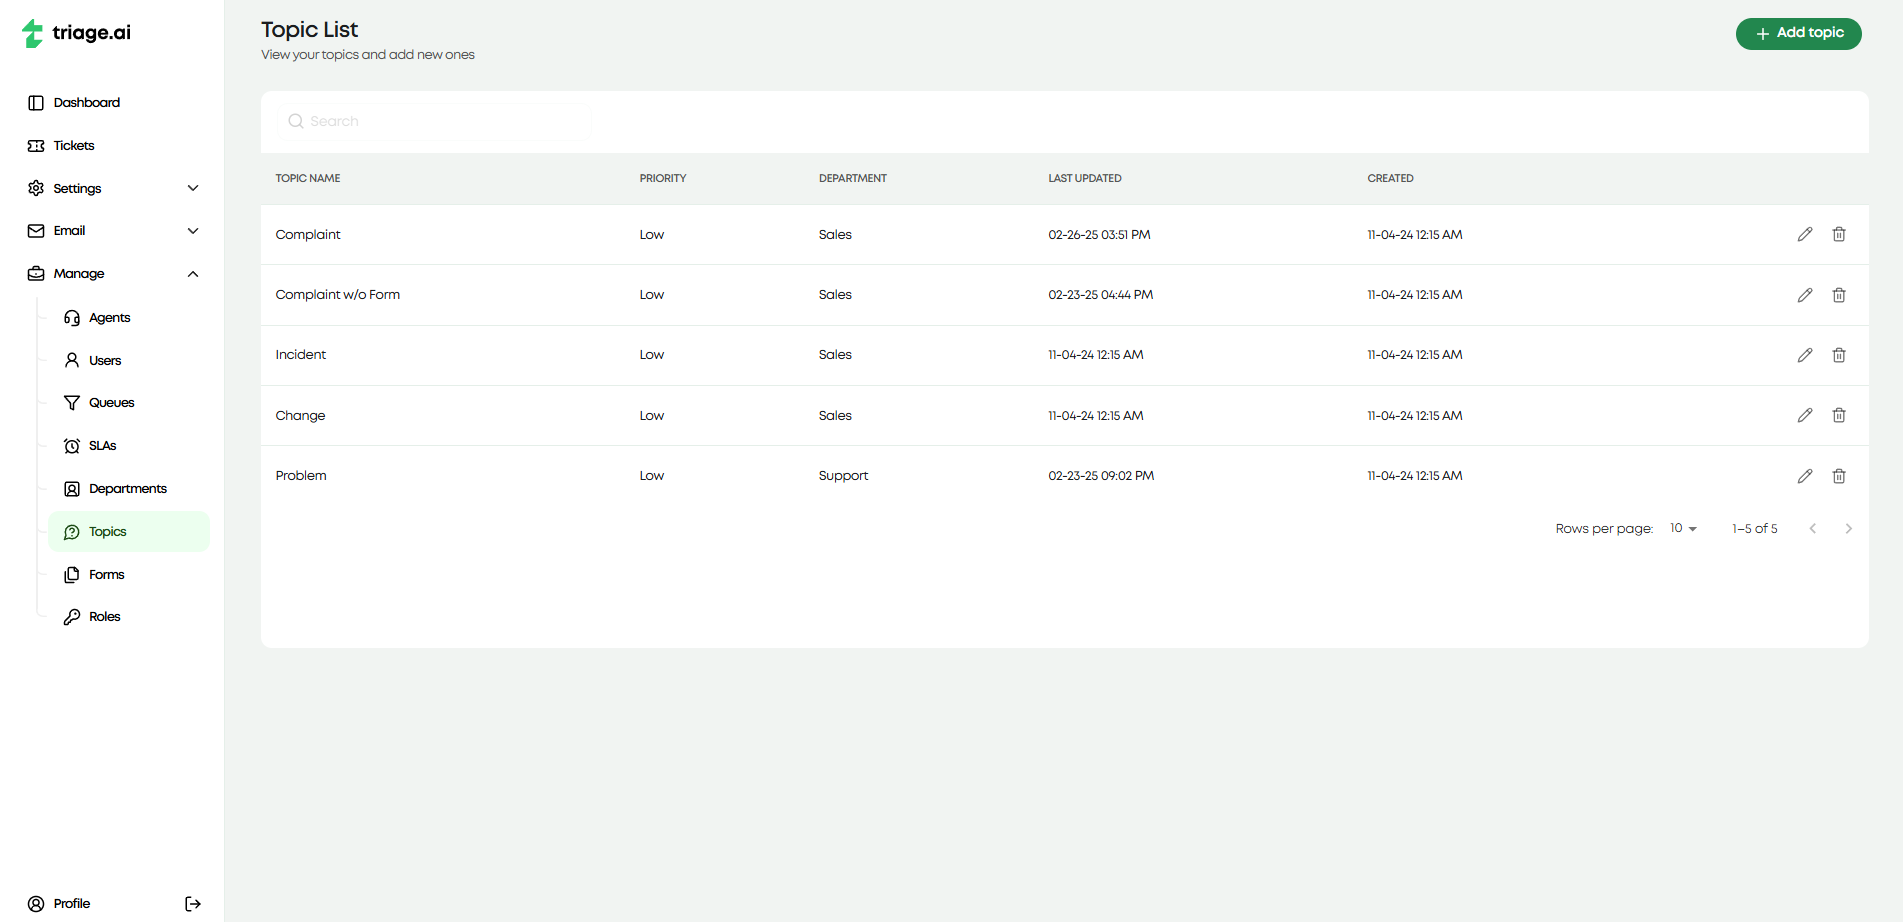 triage.ai
Dashboard
Tickets
Settings
Email
Manage
Agents
Users
Queues
SLAs
Departments
Topics
Forms
Roles
Profile
Topic List
View your topics and add new ones
Add topic
Search
TOPIC NAME PRIORITY DEPARTMENT LAST UPDATED CREATED
Complaint Low Sales 02-26-25 03:51 PM 11-04-24 12:15 AM
Complaint w/o Form Low Sales 02-23-25 04:44 PM 11-04-24 12:15 AM
Incident Low Sales 11-04-24 12:15 AM 11-04-24 12:15 AM
Change Low Sales 11-04-24 12:15 AM 11-04-24 12:15 AM
Problem Low Support 02-23-25 09:02 PM 11-04-24 12:15 AM
Rows per page: 10 1–5 of 5